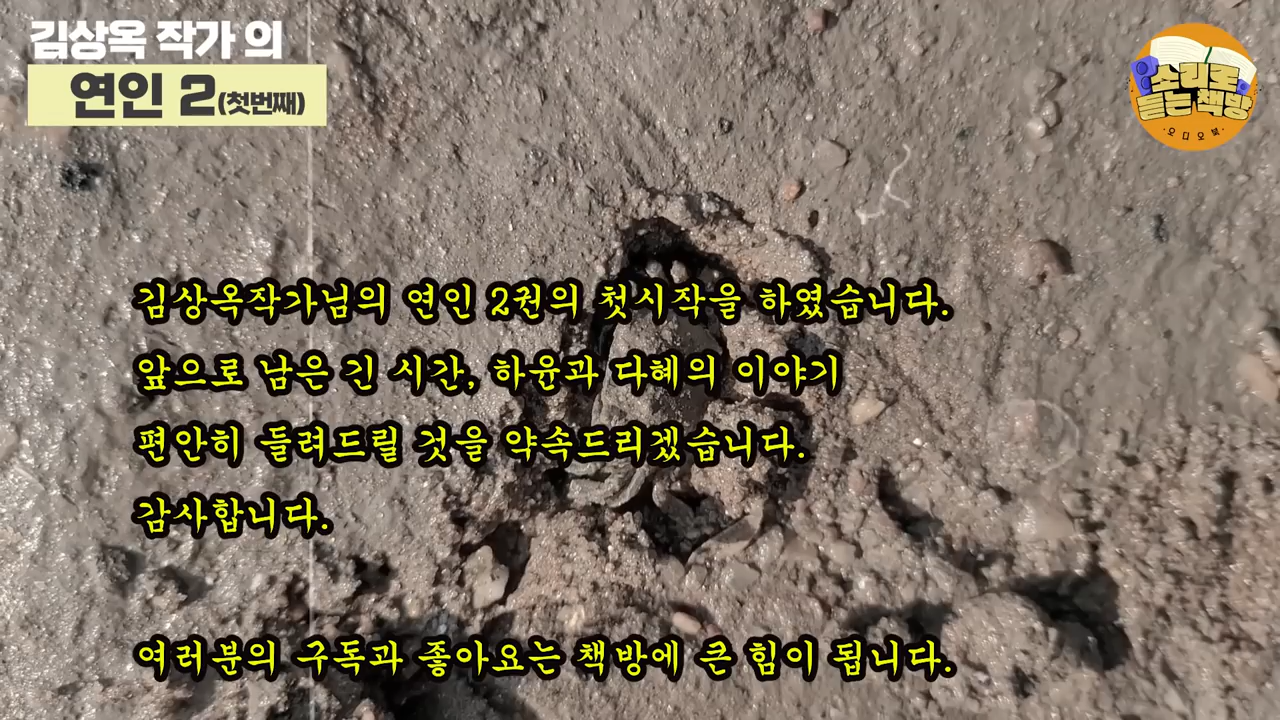 김상옥 작가 의
연인 2(첫번째)
소리로
듣는 책방
·오디오북·
김상옥작가님의 연인 2권의 첫시작을 하였습니다.
앞으로 남은 긴 시간, 하윤과 다혜의 이야기
편안히 들려드릴 것을 약속드리겠습니다.
감사합니다.
여러분의 구독과 좋아요는 책방에 큰 힘이 됩니다.